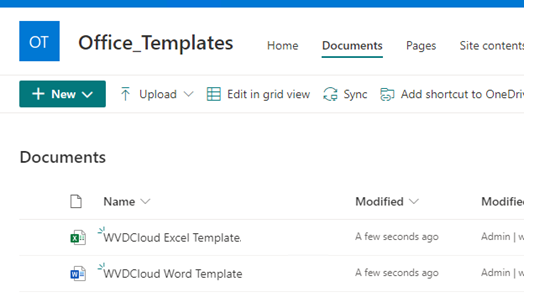 OT Office_Templates Home Documents Pages Site contents
New Upload Edit in grid view Sync Add shortcut to OneDri
Documents
Name Modified Modifie
WVDCloud Excel Template. A few seconds ago Admin | w
WVDCloud Word Template A few seconds ago Admin | w